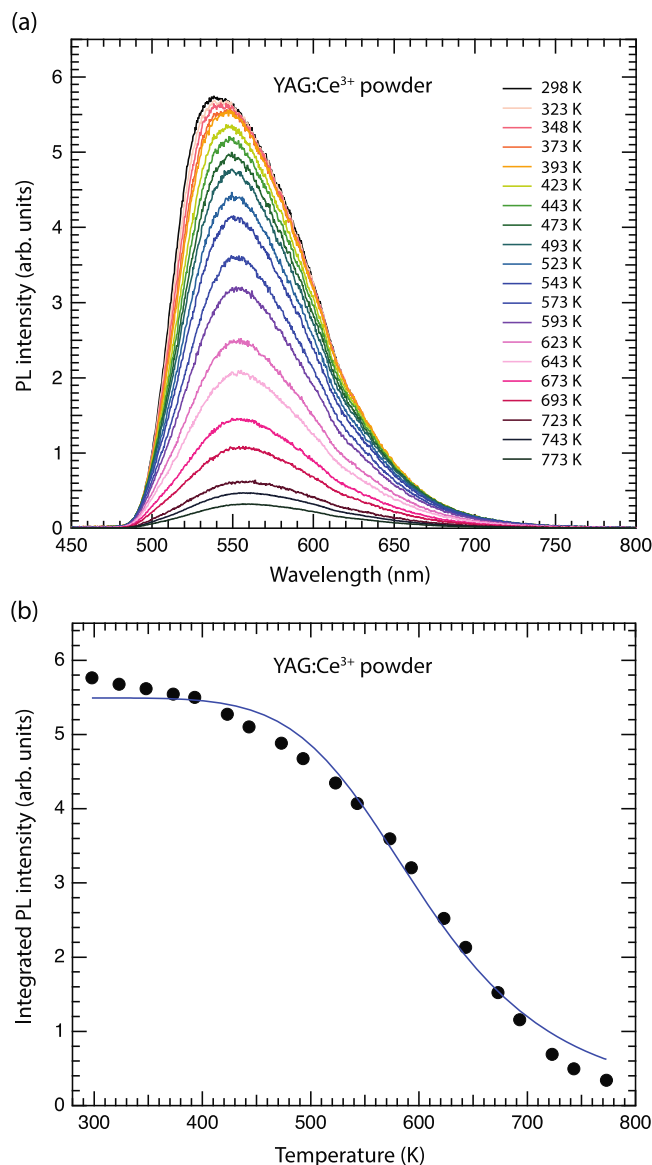 (a)
YAG:Ce³⁺ powder
298 K
323 K
348 K
373 K
393 K
423 K
443 K
473 K
493 K
523 K
543 K
573 K
593 K
623 K
643 K
673 K
693 K
723 K
743 K
773 K
PL intensity (arb. units)
6
5
4
3
2
1
0
450 500 550 600 650 700 750 800
Wavelength (nm)
(b)
YAG:Ce³⁺ powder
Integrated PL intensity (arb. units)
6
5
4
3
2
1
0
300 400 500 600 700 800
Temperature (K)